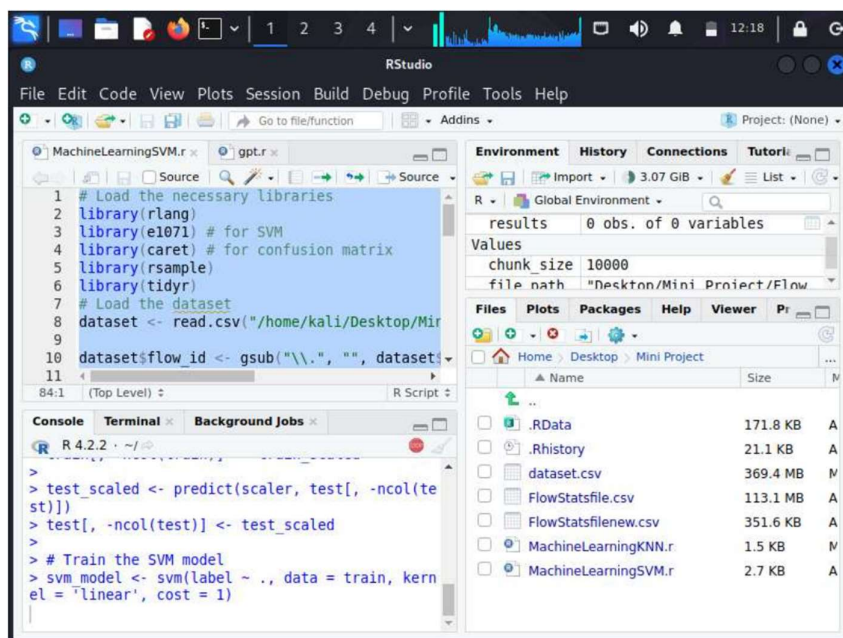 1 2 3 4 12:18
RStudio
File Edit Code View Plots Session Build Debug Profile Tools Help
Go to file/function Addins Project: (None)
MachineLearningSVM.r gpt.r
Source Source
1 # Load the necessary libraries
2 library(rlang)
3 library(e1071) # for SVM
4 library(caret) # for confusion matrix
5 library(rsample)
6 library(tidyr)
7 # Load the dataset
8 dataset <- read.csv("/home/kali/Desktop/Mi
9
10 dataset$flow_id <- gsub("\\.", "", dataset$
11
84:1 (Top Level) R Script
Console Terminal Background Jobs
R 4.2.2 · ~/
>
> test_scaled <- predict(scaler, test[, -ncol(te
st)])
> test[, -ncol(test)] <- test_scaled
>
> # Train the SVM model
> svm_model <- svm(label ~ ., data = train, kern
el = 'linear', cost = 1)
Environment History Connections Tutori
Import 3.07 GiB List
R Global Environment
results 0 obs. of 0 variables
Values
chunk_size 10000
file_path "Desktop/Mini Project/Flow
Files Plots Packages Help Viewer Pr
Home Desktop Mini Project ...
Name Size M
..
.RData 171.8 KB A
.Rhistory 21.1 KB A
dataset.csv 369.4 MB M
FlowStatsfile.csv 113.1 MB A
FlowStatsfilenew.csv 351.6 KB A
MachineLearningKNN.r 1.5 KB M
MachineLearningSVM.r 2.7 KB A